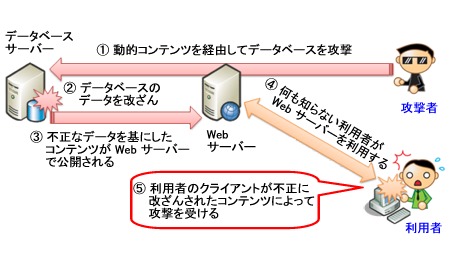 データベース
サーバー
① 動的コンテンツを経由してデータベースを攻撃
攻撃者
② データベースの
データを改ざん
Web
サーバー
③ 不正なデータを基にした
コンテンツが Web サーバー
で公開される
④ 何も知らない利用者が
Web サーバーを利用する
⑤ 利用者のクライアントが不正に
改ざんされたコンテンツによって
攻撃を受ける
利用者